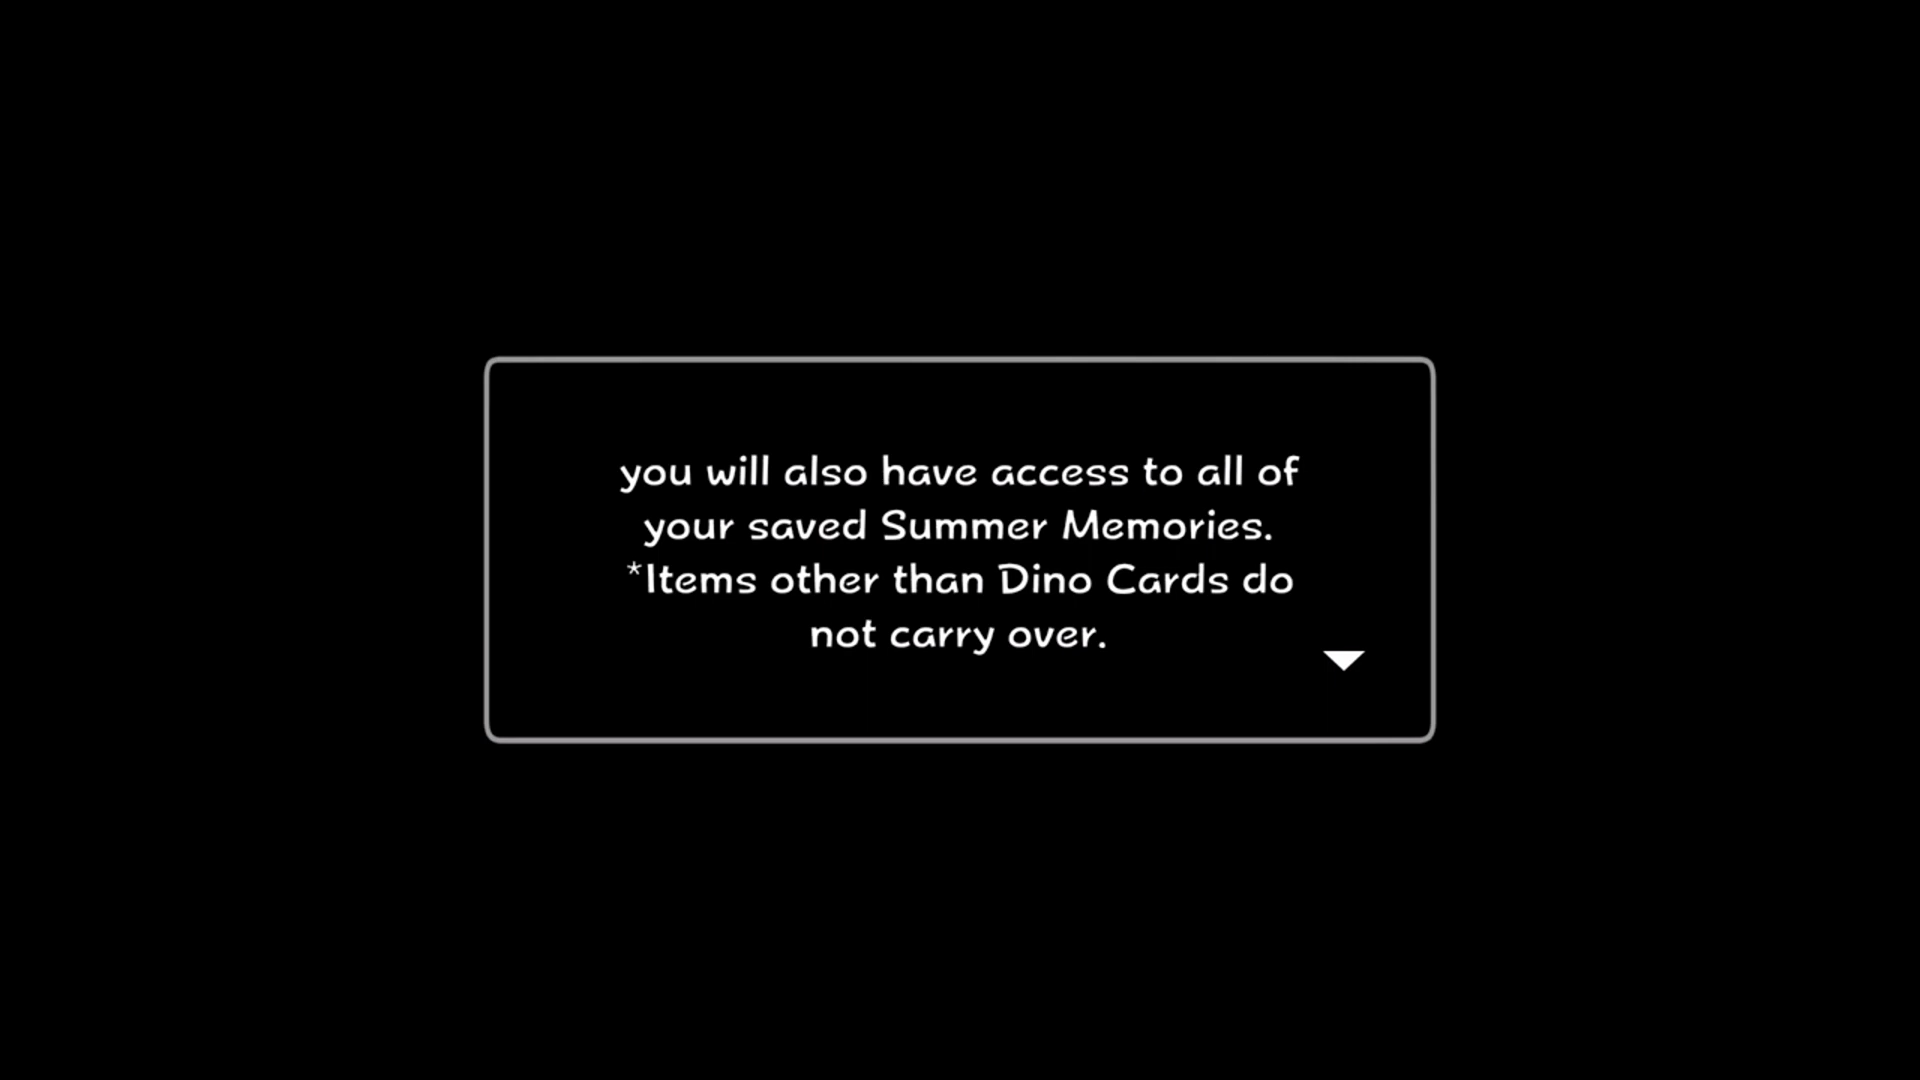 you will also have access to all of
your saved Summer Memories.
*Items other than Dino Cards do
not carry over.